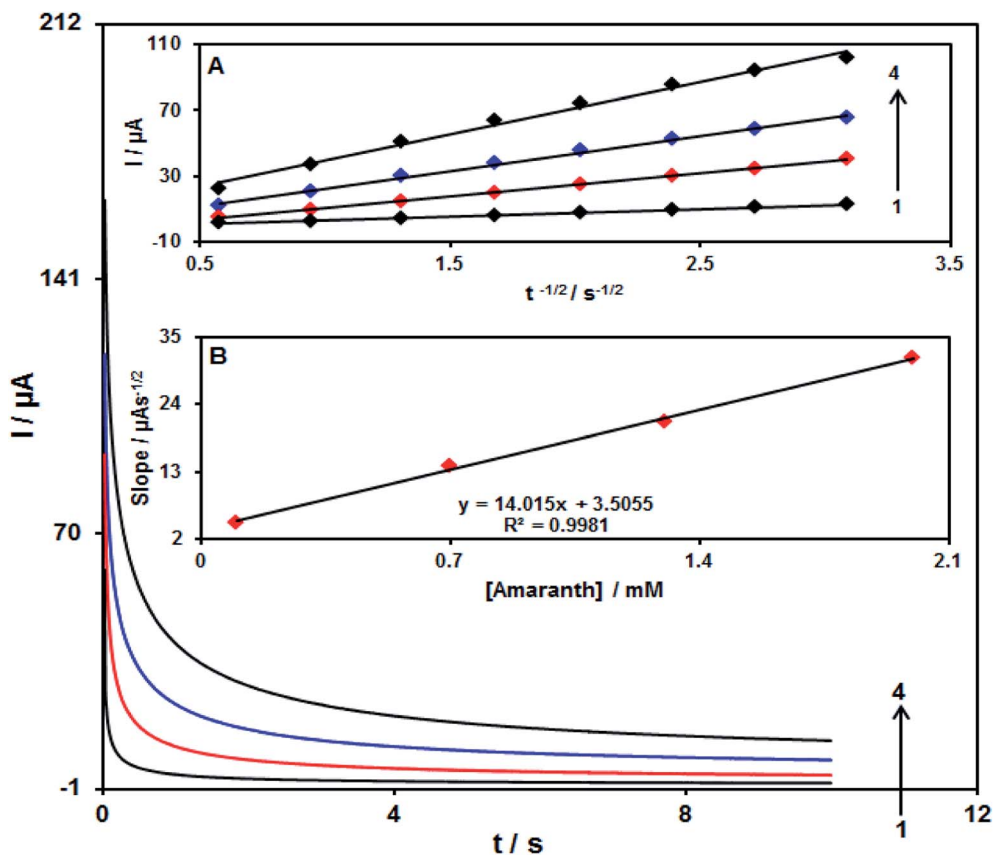 212
141
70
-1
I / µA
0
4
8
12
t / s
4
1
A
110
70
30
-10
I / µA
0.5
1.5
2.5
3.5
t -1/2 / s-1/2
4
1
B
35
24
13
2
Slope / µAs-1/2
y = 14.015x + 3.5055
R² = 0.9981
0
0.7
1.4
2.1
[Amaranth] / mM